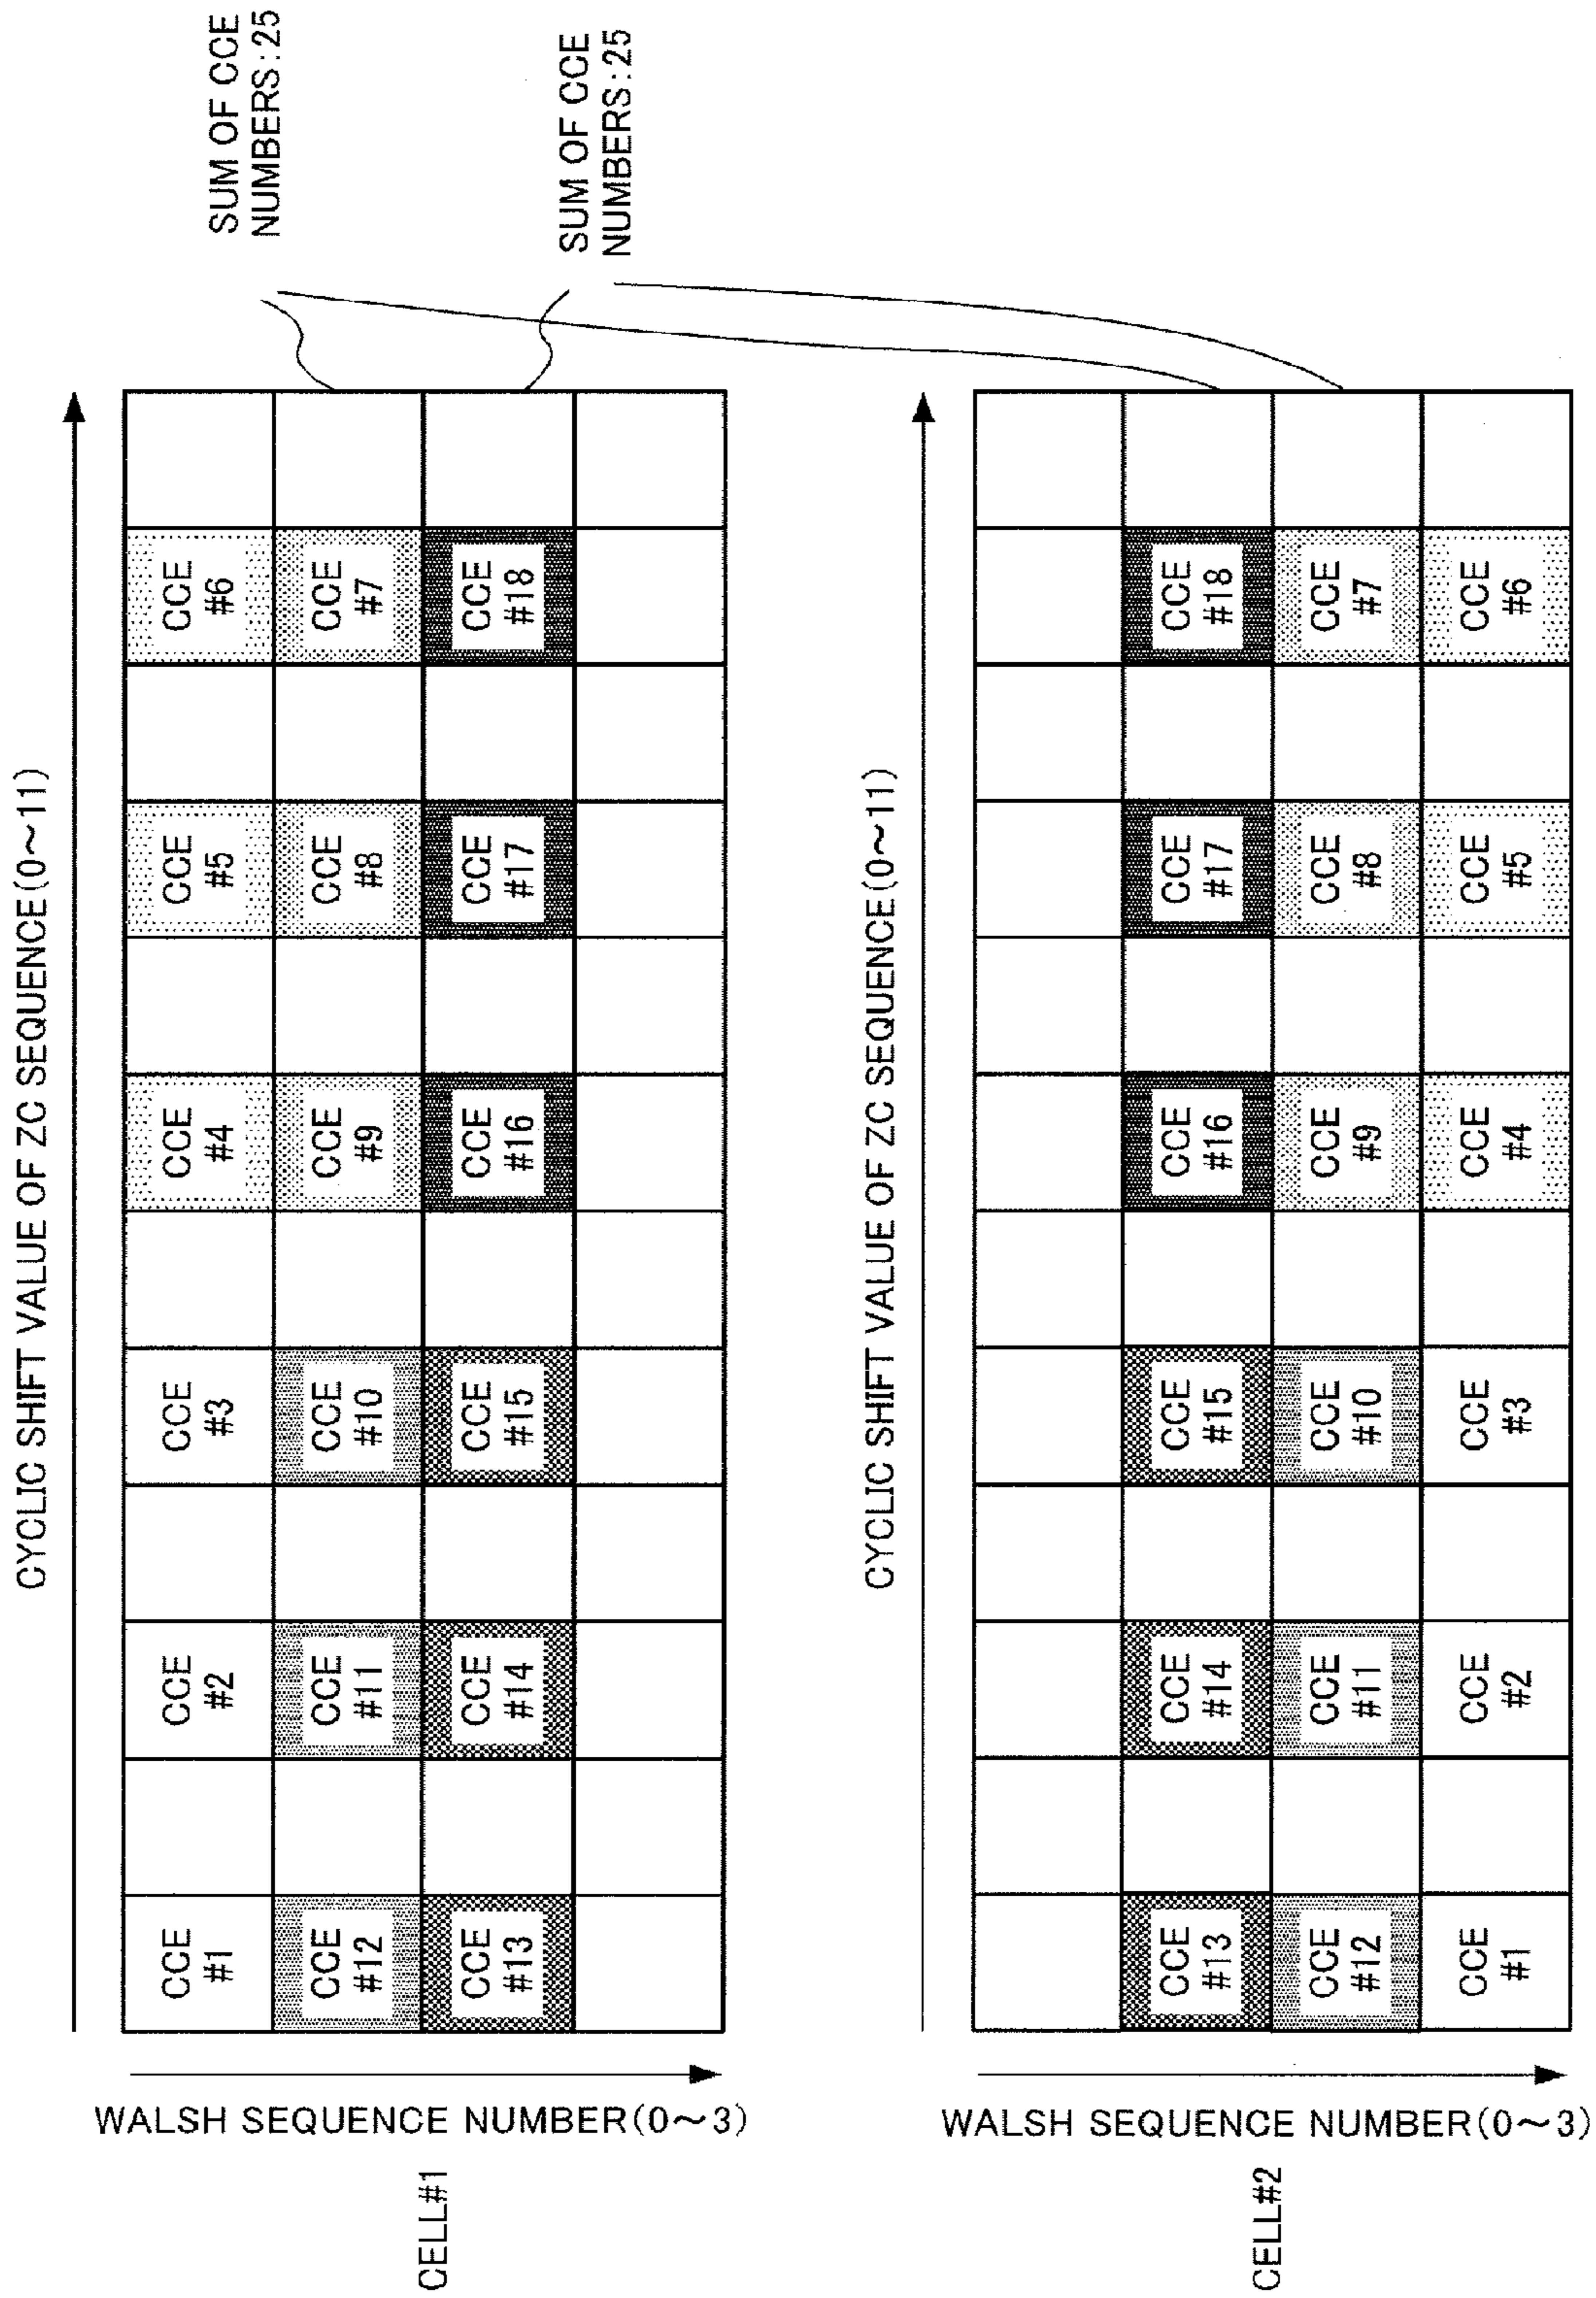 CYCLIC SHIFT VALUE OF ZC SEQUENCE(0~11)
CELL#1
WALSH SEQUENCE NUMBER(0~3)
CCE
#1
CCE
#2
CCE
#3
CCE
#4
CCE
#5
CCE
#6
CCE
#12
CCE
#11
CCE
#10
CCE
#9
CCE
#8
CCE
#7
CCE
#13
CCE
#14
CCE
#15
CCE
#16
CCE
#17
CCE
#18
SUM OF CCE
NUMBERS:25
SUM OF CCE
NUMBERS:25
CYCLIC SHIFT VALUE OF ZC SEQUENCE(0~11)
CELL#2
WALSH SEQUENCE NUMBER(0~3)
CCE
#13
CCE
#14
CCE
#15
CCE
#16
CCE
#17
CCE
#18
CCE
#12
CCE
#11
CCE
#10
CCE
#9
CCE
#8
CCE
#7
CCE
#1
CCE
#2
CCE
#3
CCE
#4
CCE
#5
CCE
#6